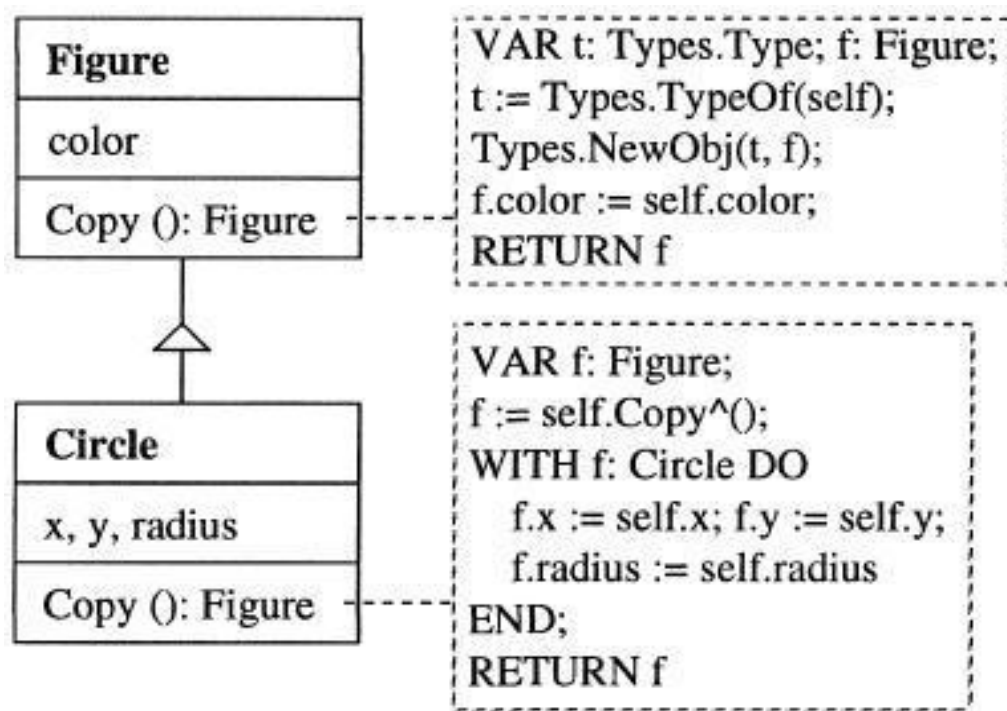 Figure
color
Copy (): Figure
VAR t: Types.Type; f: Figure;
t := Types.TypeOf(self);
Types.NewObj(t, f);
f.color := self.color;
RETURN f
Circle
x, y, radius
Copy (): Figure
VAR f: Figure;
f := self.Copy^();
WITH f: Circle DO
f.x := self.x; f.y := self.y;
f.radius := self.radius
END;
RETURN f